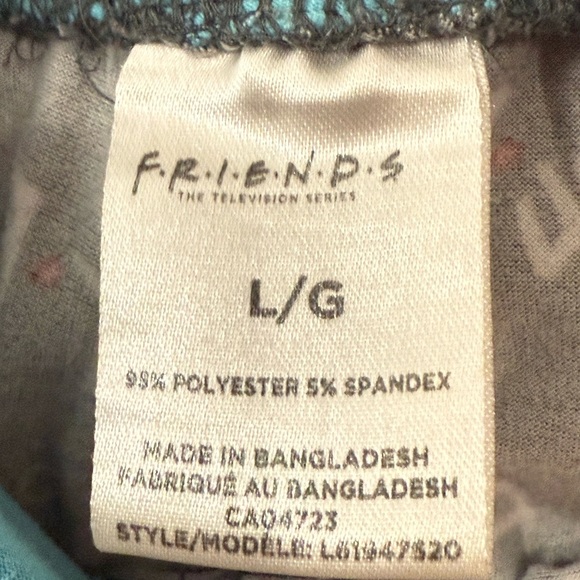 F·R·I·E·N·D·S
THE TELEVISION SERIES
L/G
95% POLYESTER 5% SPANDEX
MADE IN BANGLADESH
FABRIQUÉ AU BANGLADESH
CA04723
STYLE/MODÈLE: L61947520